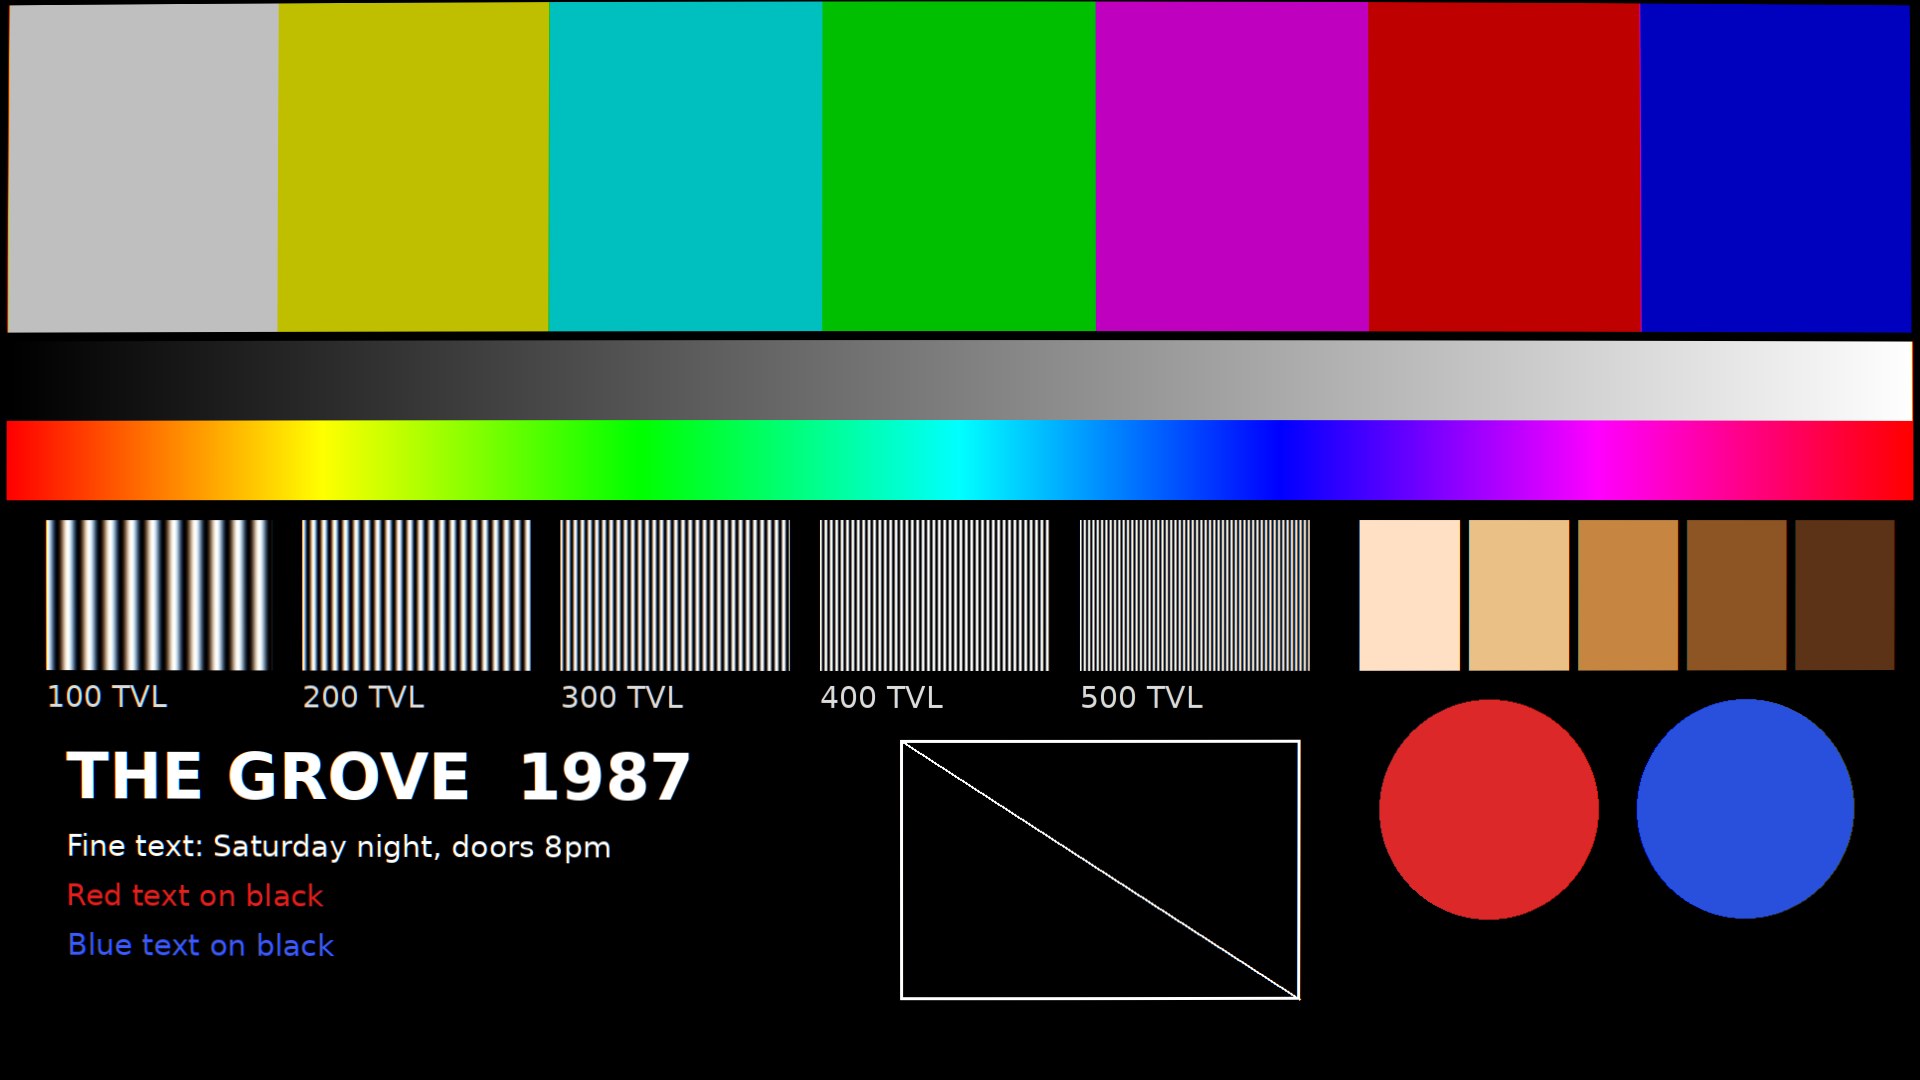 100 TVL 200 TVL 300 TVL 400 TVL 500 TVL
THE GROVE 1987
Fine text: Saturday night, doors 8pm
Red text on black
Blue text on black